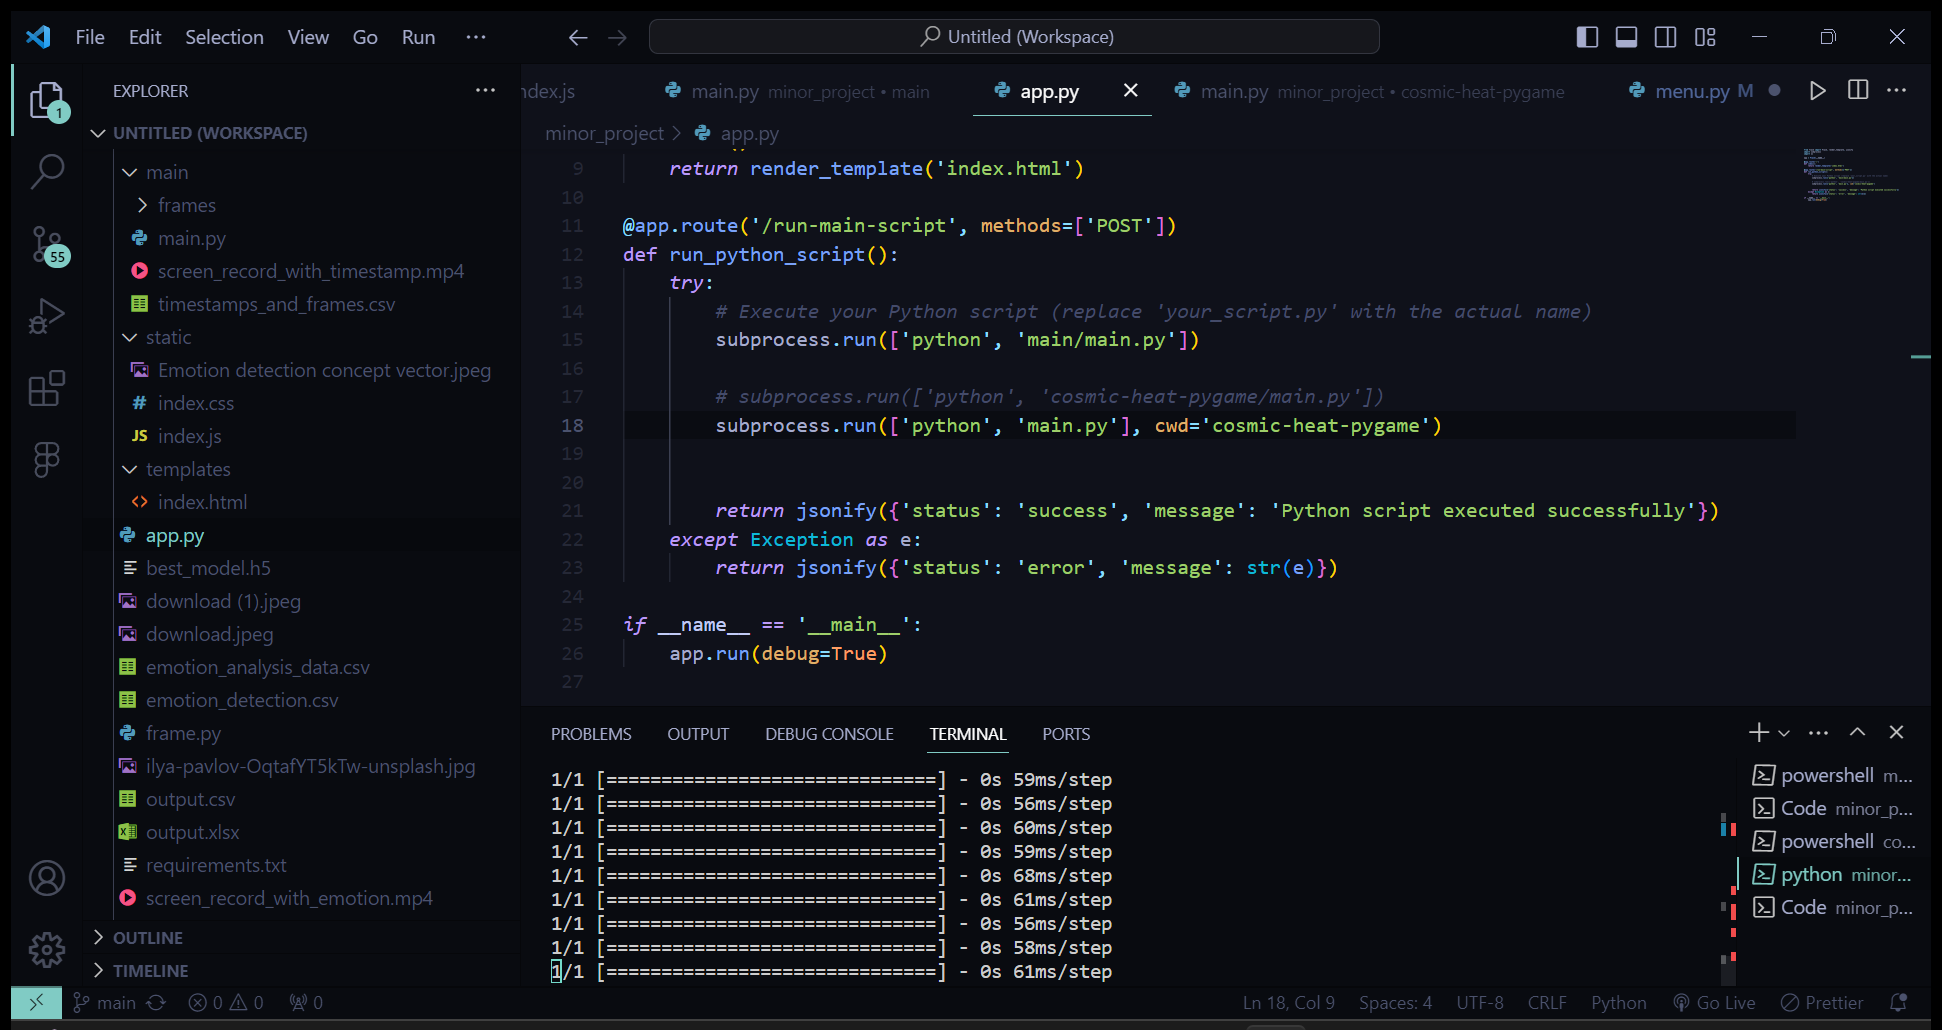 File Edit Selection View Go Run ··· Untitled (Workspace)
EXPLORER ···
UNTITLED (WORKSPACE)
main
frames
main.py
screen_record_with_timestamp.mp4
timestamps_and_frames.csv
static
Emotion detection concept vector.jpeg
index.css
JS index.js
templates
index.html
app.py
best_model.h5
download (1).jpeg
download.jpeg
emotion_analysis_data.csv
emotion_detection.csv
frame.py
ilya-pavlov-OqtafYT5kTw-unsplash.jpg
output.csv
output.xlsx
requirements.txt
screen_record_with_emotion.mp4
OUTLINE
TIMELINE
1
55
ndex.js main.py minor_project • main app.py main.py minor_project • cosmic-heat-pygame menu.py M
minor_project > app.py
9 return render_template('index.html')
10
11 @app.route('/run-main-script', methods=['POST'])
12 def run_python_script():
13 try:
14 # Execute your Python script (replace 'your_script.py' with the actual name)
15 subprocess.run(['python', 'main/main.py'])
16
17 # subprocess.run(['python', 'cosmic-heat-pygame/main.py'])
18 subprocess.run(['python', 'main.py'], cwd='cosmic-heat-pygame')
19
20
21 return jsonify({'status': 'success', 'message': 'Python script executed successfully'})
22 except Exception as e:
23 return jsonify({'status': 'error', 'message': str(e)})
24
25 if __name__ == '__main__':
26 app.run(debug=True)
27
PROBLEMS OUTPUT DEBUG CONSOLE TERMINAL PORTS
1/1 [==============================] - 0s 59ms/step
1/1 [==============================] - 0s 56ms/step
1/1 [==============================] - 0s 60ms/step
1/1 [==============================] - 0s 59ms/step
1/1 [==============================] - 0s 68ms/step
1/1 [==============================] - 0s 61ms/step
1/1 [==============================] - 0s 56ms/step
1/1 [==============================] - 0s 58ms/step
1/1 [==============================] - 0s 61ms/step
powershell m...
Code minor_p...
powershell co...
python minor...
Code minor_p...
main 0 0 0 Ln 18, Col 9 Spaces: 4 UTF-8 CRLF Python Go Live Prettier